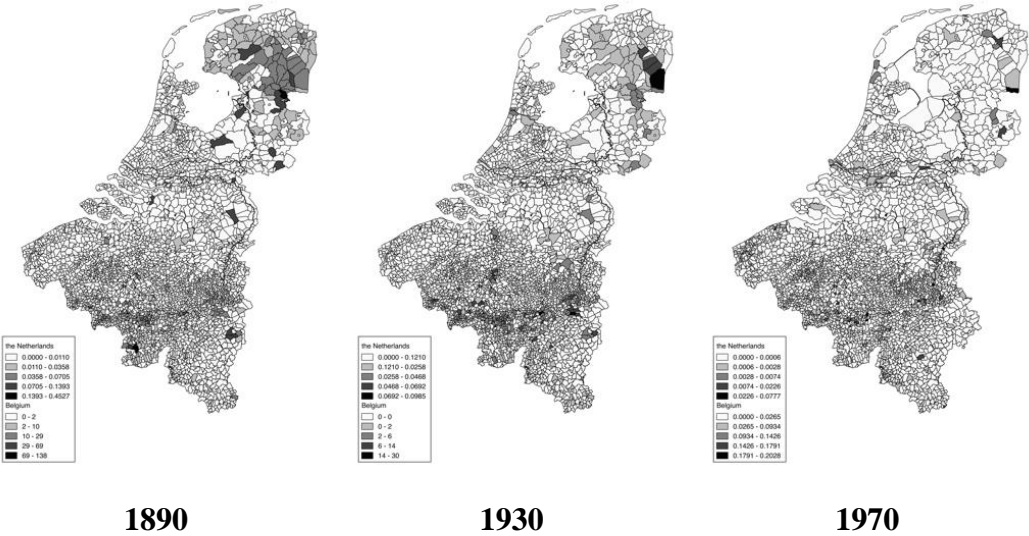 the Netherlands
0.0000 - 0.0110
0.0110 - 0.0358
0.0358 - 0.0705
0.0705 - 0.1393
0.1393 - 0.4527
Belgium
0 - 2
2 - 10
10 - 29
29 - 69
69 - 138
the Netherlands
0.0000 - 0.1210
0.1210 - 0.0258
0.0258 - 0.0468
0.0468 - 0.0692
0.0692 - 0.0985
Belgium
0 - 0
0 - 2
2 - 6
6 - 14
14 - 30
the Netherlands
0.0000 - 0.0006
0.0006 - 0.0028
0.0028 - 0.0074
0.0074 - 0.0226
0.0226 - 0.0777
Belgium
0.0000 - 0.0265
0.0265 - 0.0934
0.0934 - 0.1426
0.1426 - 0.1791
0.1791 - 0.2028
1890
1930
1970